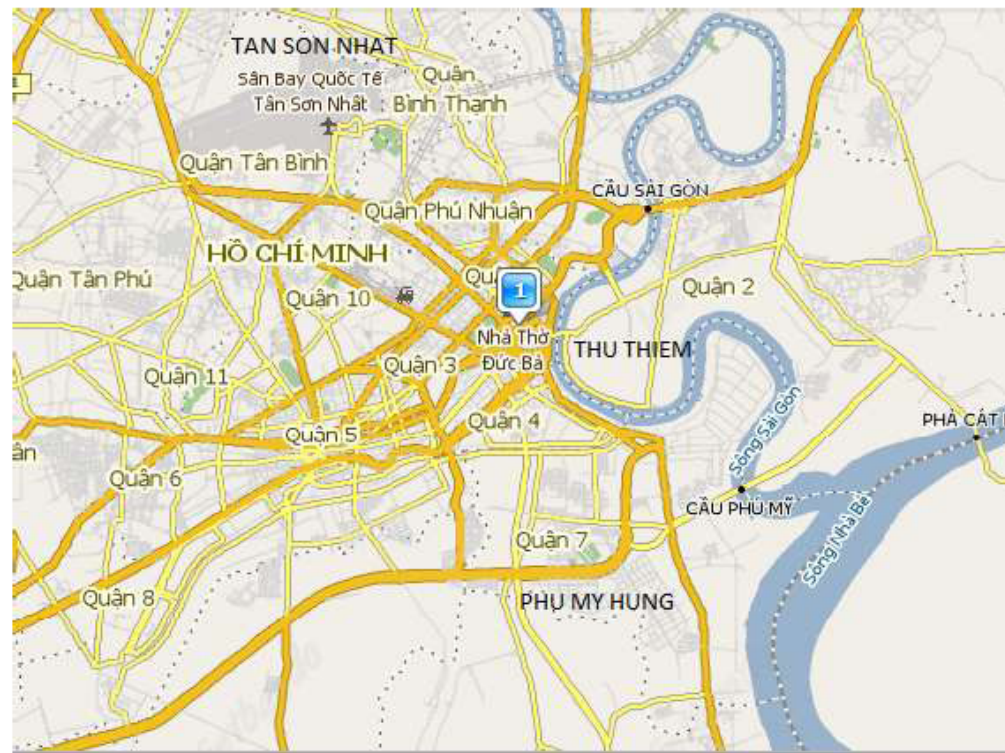 TAN SON NHAT
Sân Bay Quốc Tế
Tân Sơn Nhất
Quận
Bình Thạnh
Quận Tân Bình
CẦU SÀI GÒN
Quận Phú Nhuận
HỒ CHÍ MINH
Quận Tân Phú
Quận 10
1
Quận 2
Nhà Thờ
Đức Bà
THU THIEM
Quận 3
Quận 11
Quận 4
PHÀ CÁT
Quận 5
Sông Sài Gòn
Quận 6
CẦU PHÚ MỸ
Quận 7
Sông Nhà Bè
Quận 8
PHỤ MY HUNG